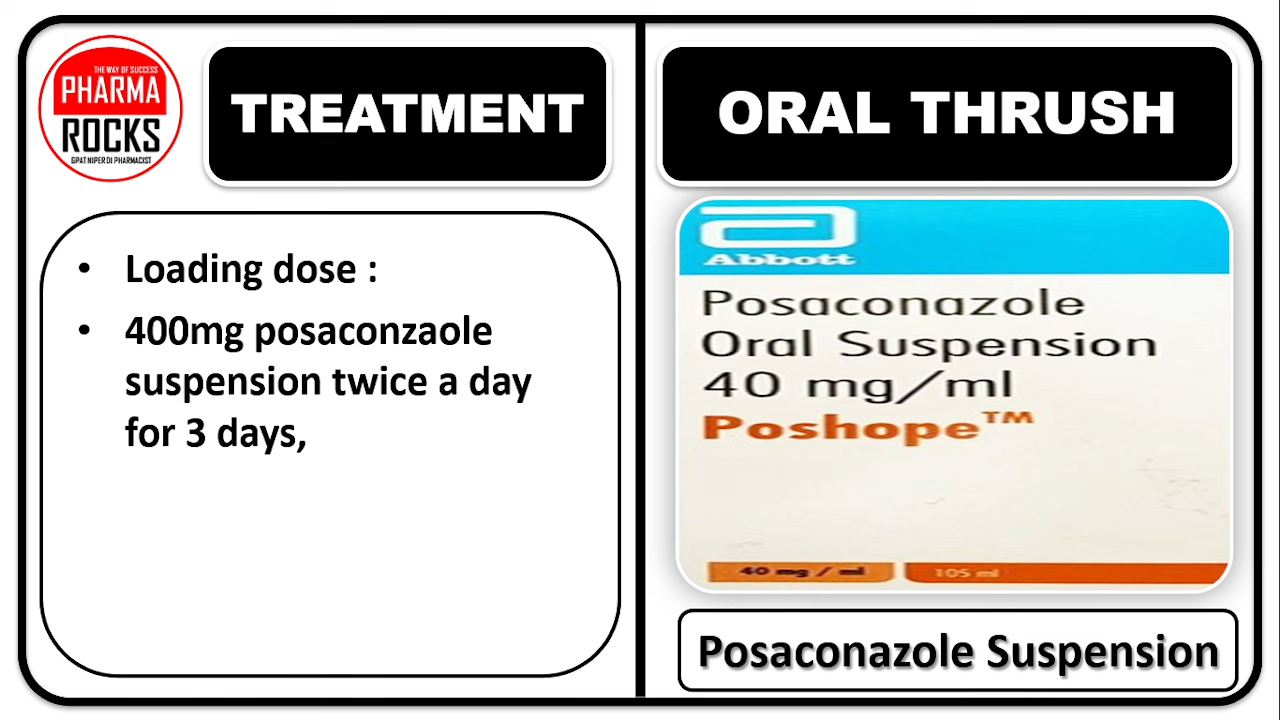 THE WAY OF SUCCESS
PHARMA
ROCKS
GPAT NIPER DI PHARMACIST
TREATMENT
• Loading dose :
• 400mg posaconzaole
suspension twice a day
for 3 days,
ORAL THRUSH
Abbott
Posaconazole
Oral Suspension
40 mg/ml
Poshope™
40 mg / ml
105 ml
Posaconazole Suspension